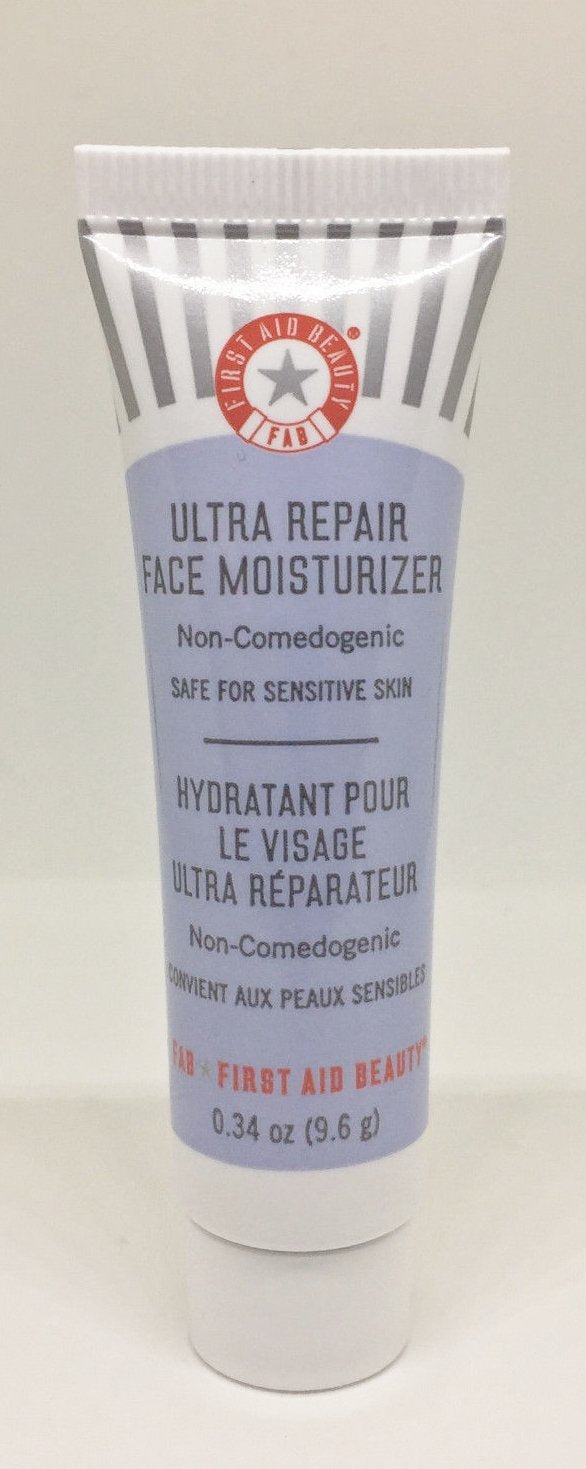 FIRST AID BEAUTY®
FAB
ULTRA REPAIR
FACE MOISTURIZER
Non-Comedogenic
SAFE FOR SENSITIVE SKIN
HYDRATANT POUR
LE VISAGE
ULTRA RÉPARATEUR
Non-Comedogenic
CONVIENT AUX PEAUX SENSIBLES
FAB ★ FIRST AID BEAUTY®
0.34 oz (9.6 g)